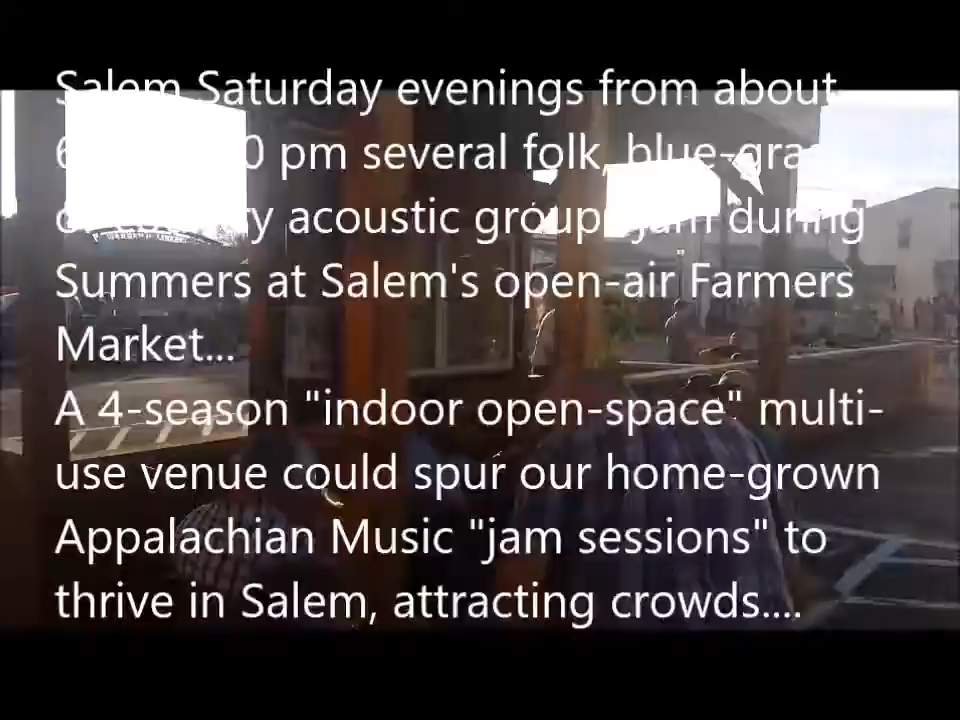 Salem Saturday evenings from about
pm several folk,
acoustic during
Summers at Salem's open-air Farmers
Market...
A 4-season "indoor open-space" multi-
use venue could spur our home-grown
Appalachian Music "jam sessions" to
thrive in Salem, attracting crowds....